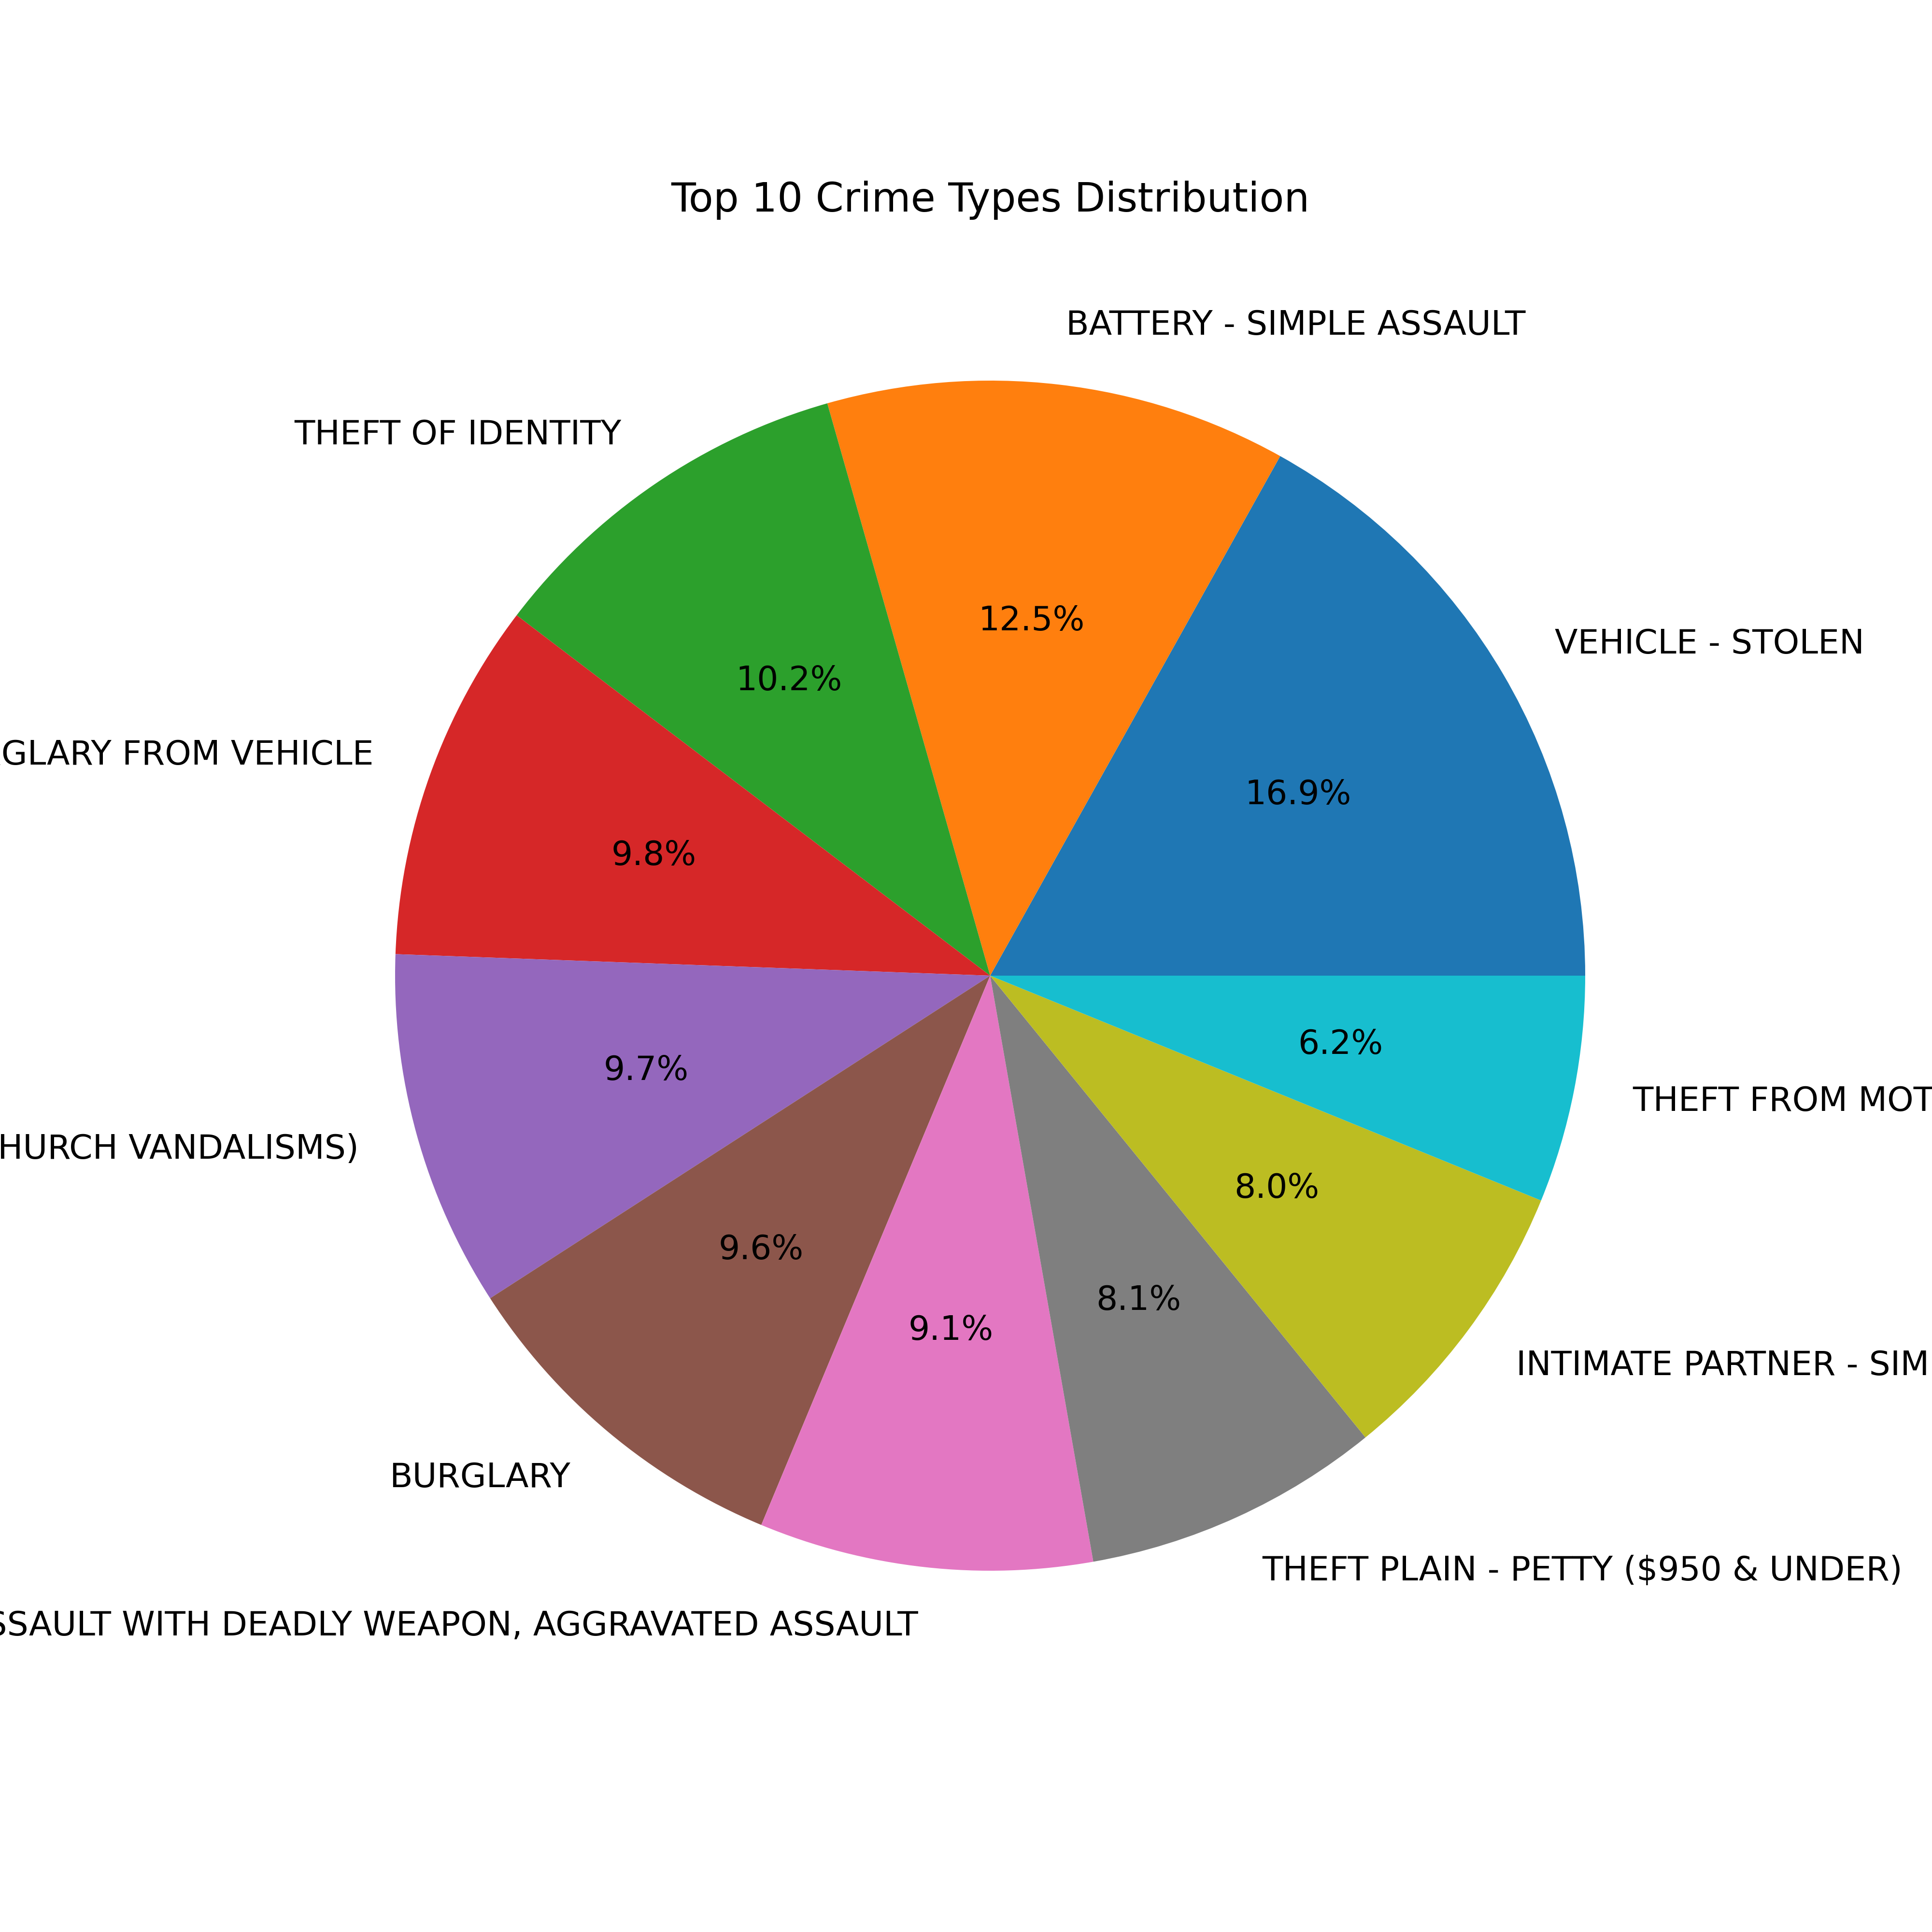 Top 10 Crime Types Distribution
BATTERY - SIMPLE ASSAULT
THEFT OF IDENTITY
12.5%
VEHICLE - STOLEN
10.2%
GLARY FROM VEHICLE
16.9%
9.8%
6.2%
9.7%
THEFT FROM MOT
HURCH VANDALISMS)
8.0%
9.6%
8.1%
9.1%
INTIMATE PARTNER - SIM
BURGLARY
THEFT PLAIN - PETTY ($950 & UNDER)
SSAULT WITH DEADLY WEAPON, AGGRAVATED ASSAULT